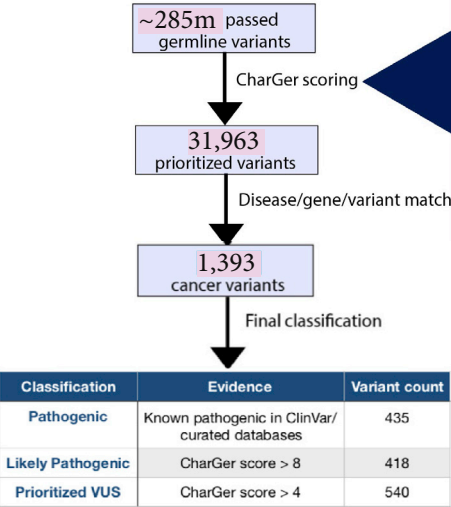 ~285m passed
germline variants
CharGer scoring
31,963
prioritized variants
Disease/gene/variant match
1,393
cancer variants
Final classification
Classification Evidence Variant count
Pathogenic Known pathogenic in ClinVar/ 435
curated databases
Likely Pathogenic CharGer score > 8 418
Prioritized VUS CharGer score > 4 540